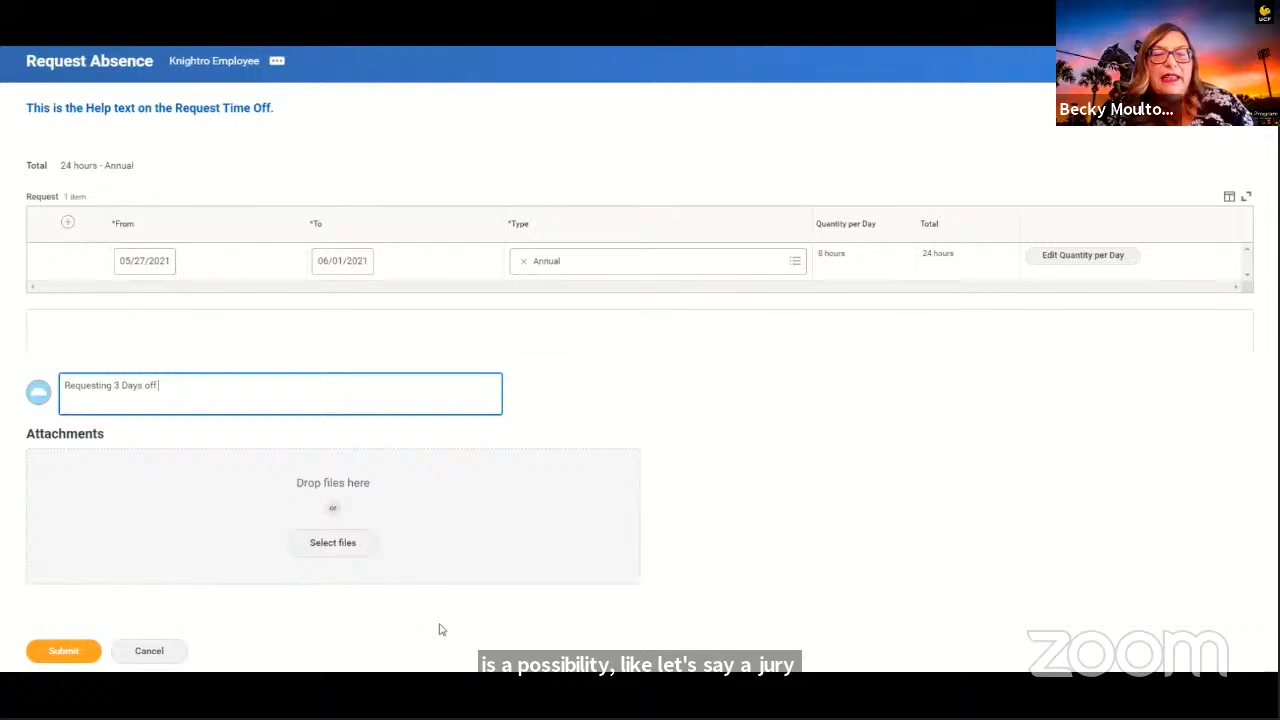 Request Absence Knightro Employee
UCF
Becky Moulto...
Program
This is the Help text on the Request Time Off.
Total 24 hours - Annual
Request 1 item
*From *To *Type Quantity per Day Total
05/27/2021 06/01/2021 × Annual 8 hours 24 hours Edit Quantity per Day
Requesting 3 Days off
Attachments
Drop files here
or
Select files
Submit Cancel
is a possibility, like let's say a jury
zoom